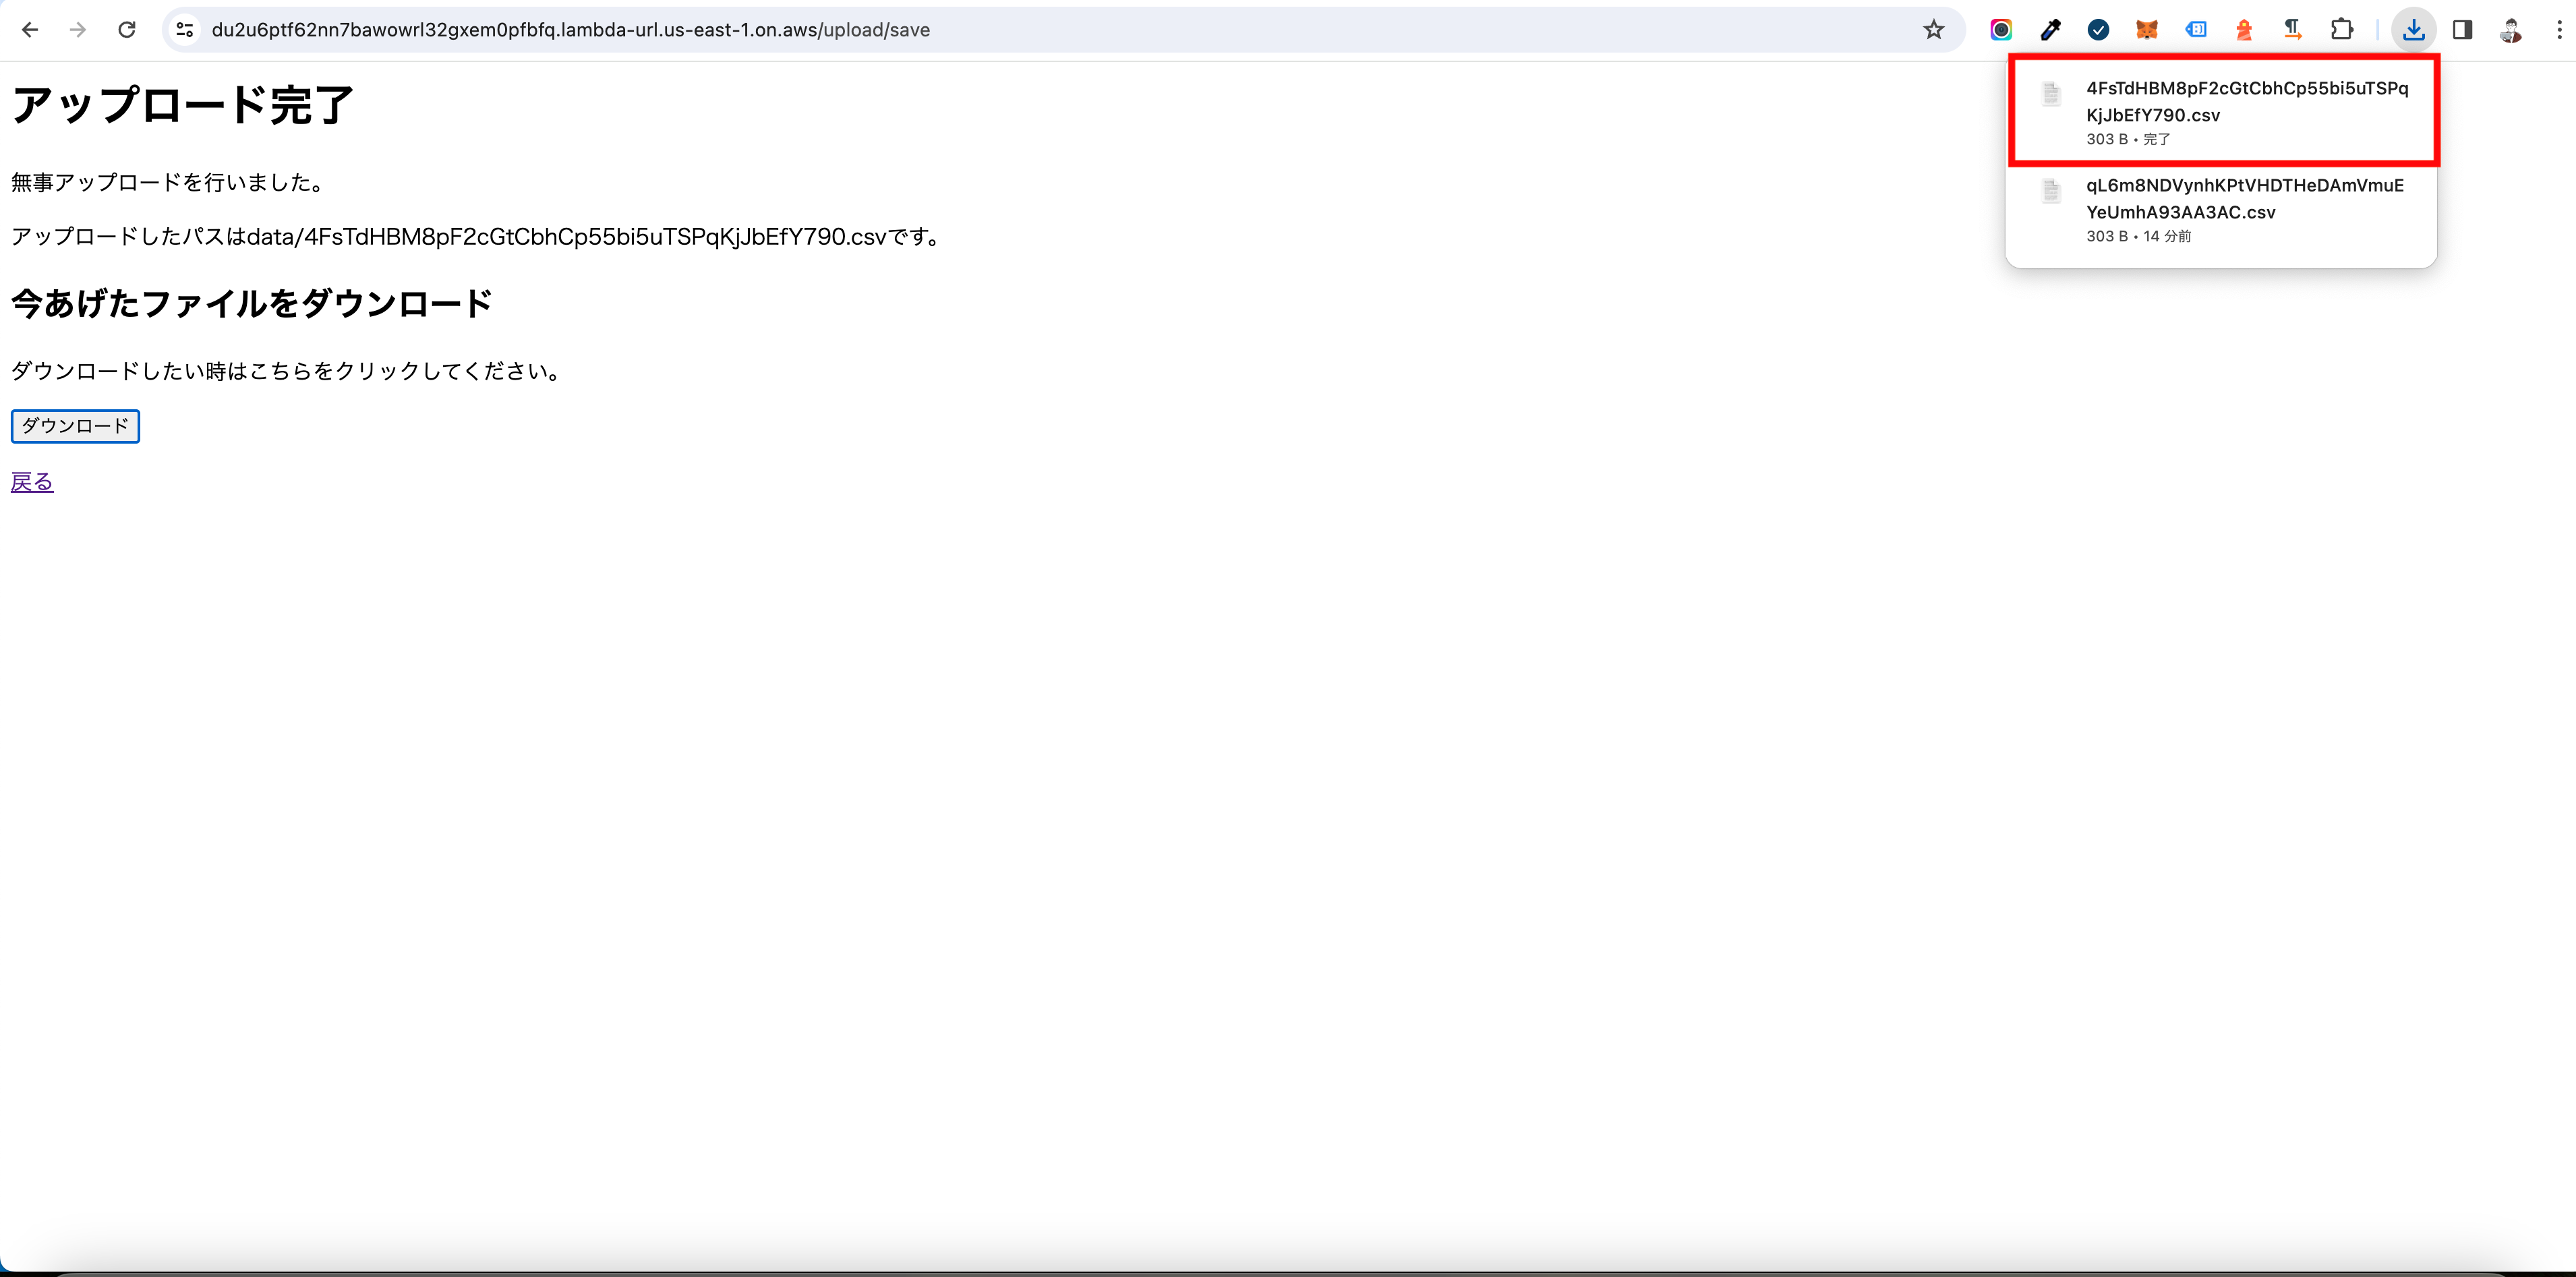 du2u6ptf62nn7bawowrl32gxem0pfbfq.lambda-url.us-east-1.on.aws/upload/save
4FsTdHBM8pF2cGtCbhCp55bi5uTSPq
KjJbEfY790.csv
303 B • 完了
qL6m8NDVynhKPtVHDTHeDAmVmuE
YeUmhA93AA3AC.csv
303 B • 14 分前
アップロード完了
無事アップロードを行いました。
アップロードしたパスはdata/4FsTdHBM8pF2cGtCbhCp55bi5uTSPqKjJbEfY790.csvです。
今あげたファイルをダウンロード
ダウンロードしたい時はこちらをクリックしてください。
ダウンロード
戻る